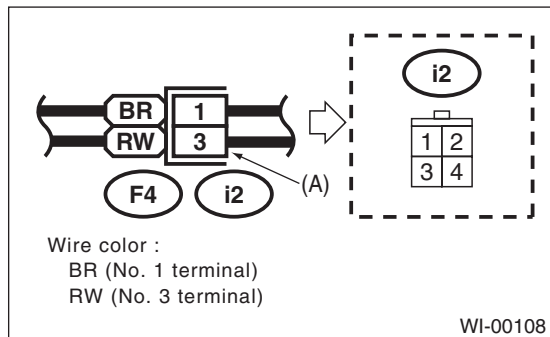 BR 1
RW 3
F4 i2 (A)
i2
1 2
3 4
Wire color :
BR (No. 1 terminal)
RW (No. 3 terminal)
WI-00108